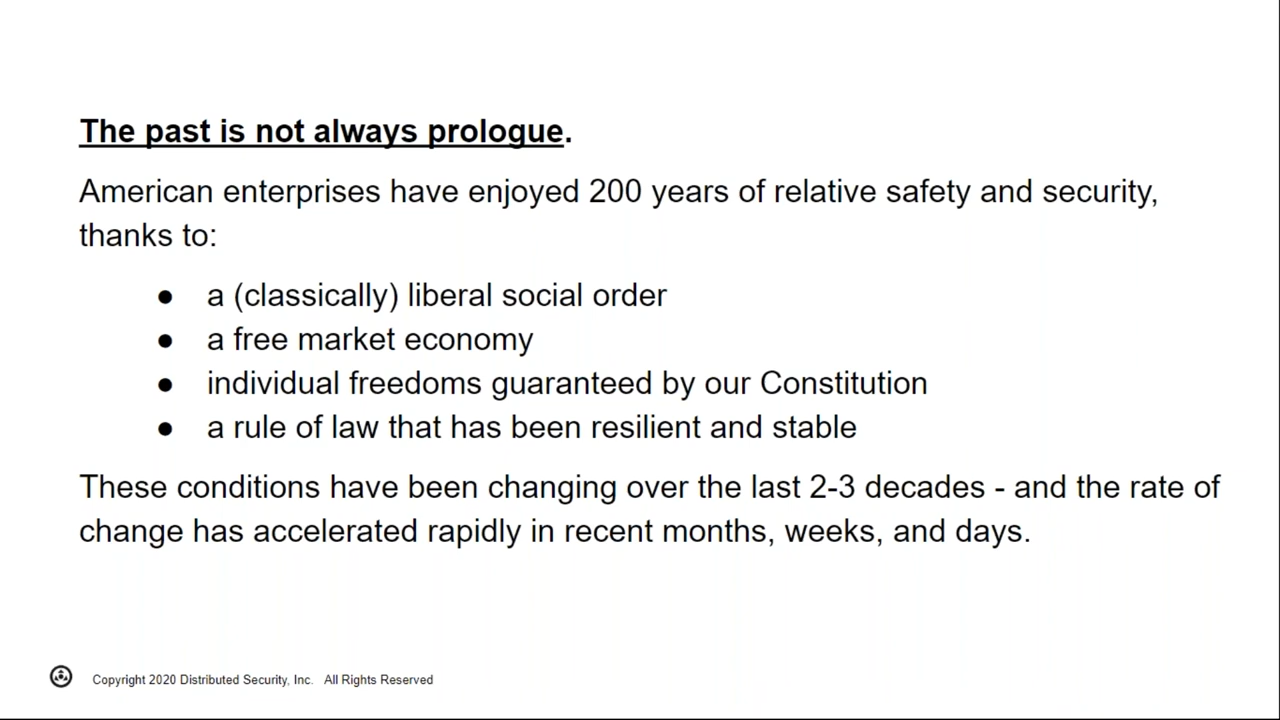 The past is not always prologue.
American enterprises have enjoyed 200 years of relative safety and security,
thanks to:
● a (classically) liberal social order
● a free market economy
● individual freedoms guaranteed by our Constitution
● a rule of law that has been resilient and stable
These conditions have been changing over the last 2-3 decades - and the rate of
change has accelerated rapidly in recent months, weeks, and days.
Copyright 2020 Distributed Security, Inc. All Rights Reserved